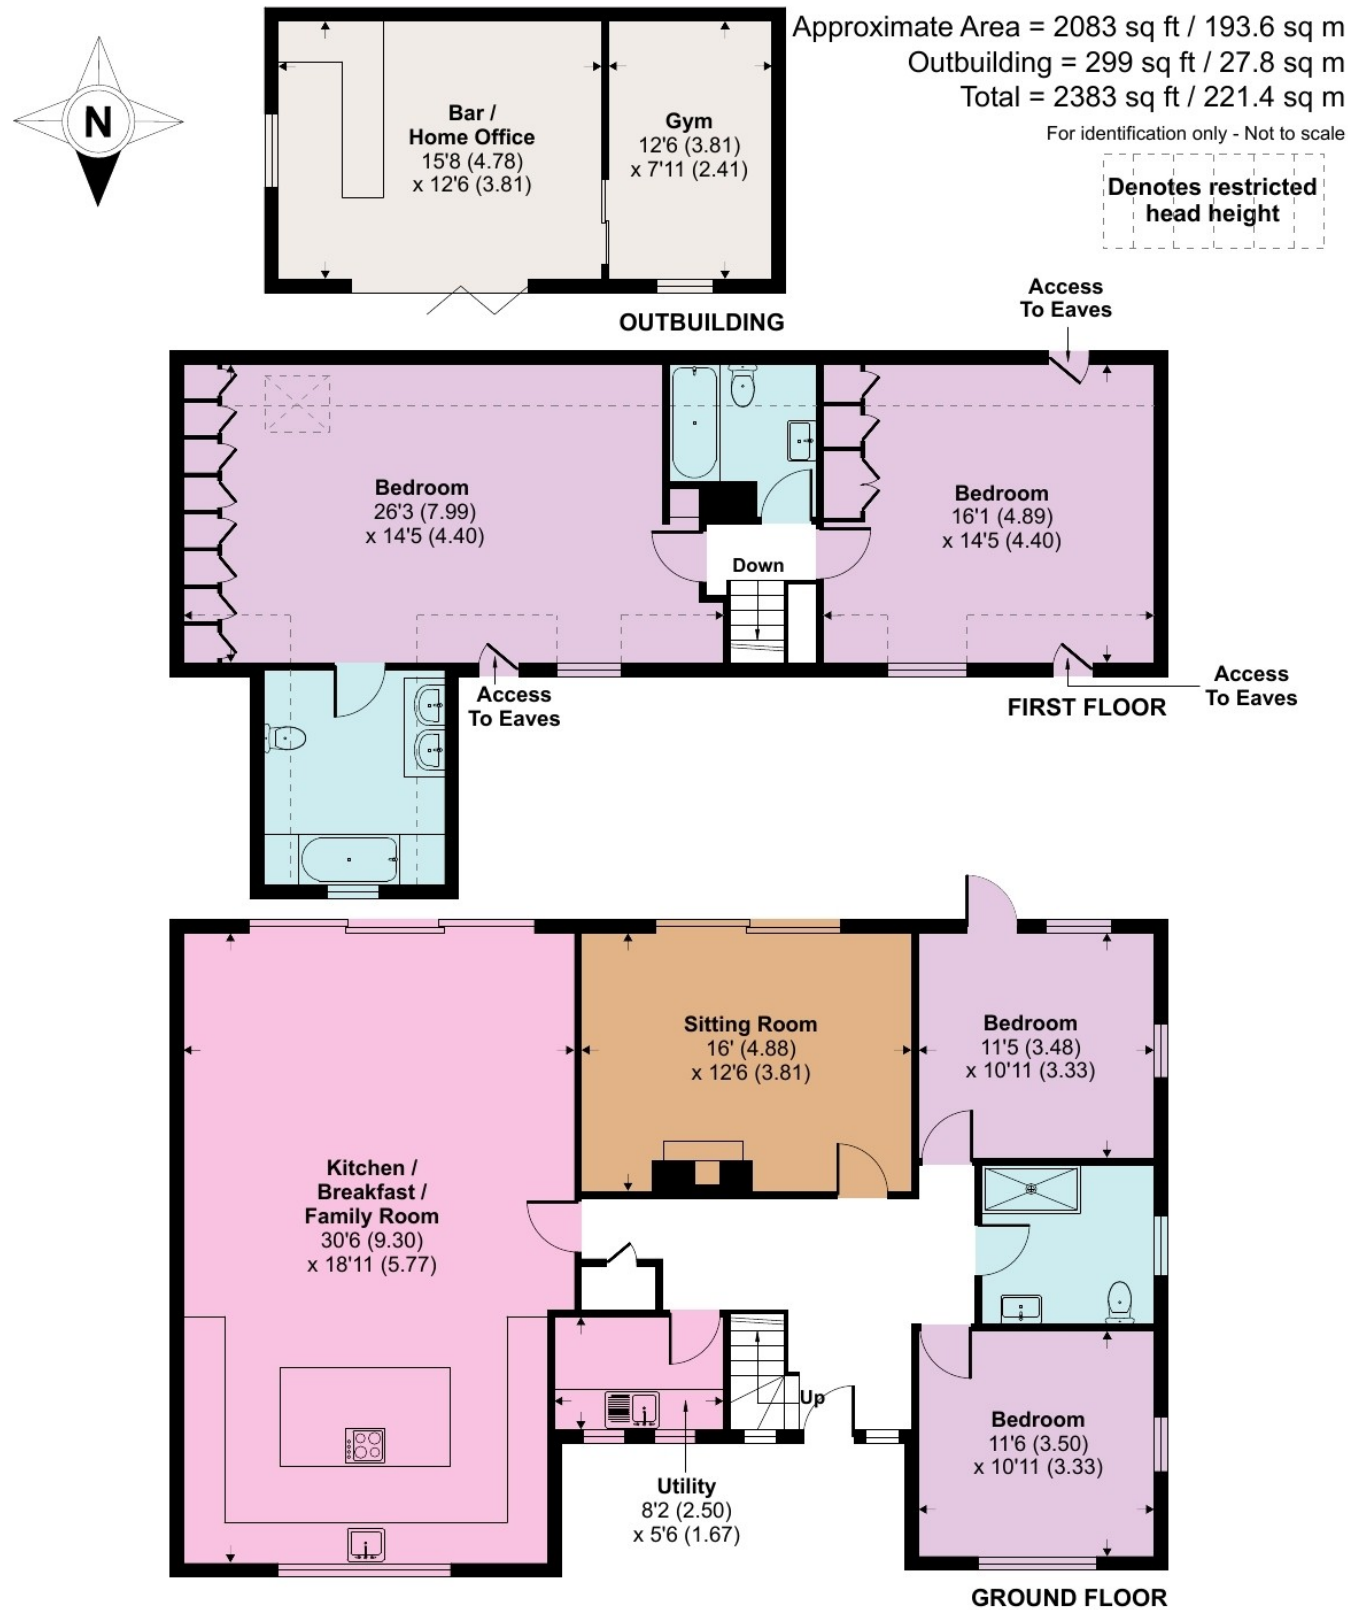 Approximate Area = 2083 sq ft / 193.6 sq m
Outbuilding = 299 sq ft / 27.8 sq m
Total = 2383 sq ft / 221.4 sq m
For identification only - Not to scale
Denotes restricted
head height
N
Bar /
Home Office
15'8 (4.78)
x 12'6 (3.81)
Gym
12'6 (3.81)
x 7'11 (2.41)
OUTBUILDING
Access
To Eaves
Bedroom
26'3 (7.99)
x 14'5 (4.40)
Down
Bedroom
16'1 (4.89)
x 14'5 (4.40)
Access
To Eaves
Access
To Eaves
FIRST FLOOR
Kitchen /
Breakfast /
Family Room
30'6 (9.30)
x 18'11 (5.77)
Sitting Room
16' (4.88)
x 12'6 (3.81)
Bedroom
11'5 (3.48)
x 10'11 (3.33)
Up
Utility
8'2 (2.50)
x 5'6 (1.67)
Bedroom
11'6 (3.50)
x 10'11 (3.33)
GROUND FLOOR